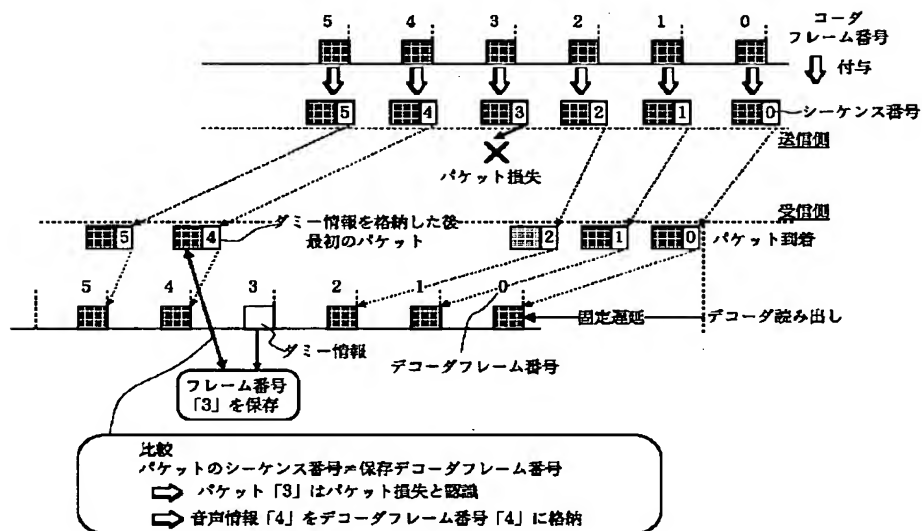 5 4 3 2 1 0
コーダ
フレーム番号
付与
5 4 3 2 1 0
シーケンス番号
送信側
パケット損失
受信側
ダミー情報を格納した後
最初のパケット
5 4 2 1 0
パケット到着
5 4 3 2 1 0
固定遅延
デコーダ読み出し
ダミー情報
デコーダフレーム番号
フレーム番号
「3」を保存
比較
パケットのシーケンス番号≠保存デコーダフレーム番号
パケット「3」はパケット損失と認識
音声情報「4」をデコーダフレーム番号「4」に格納